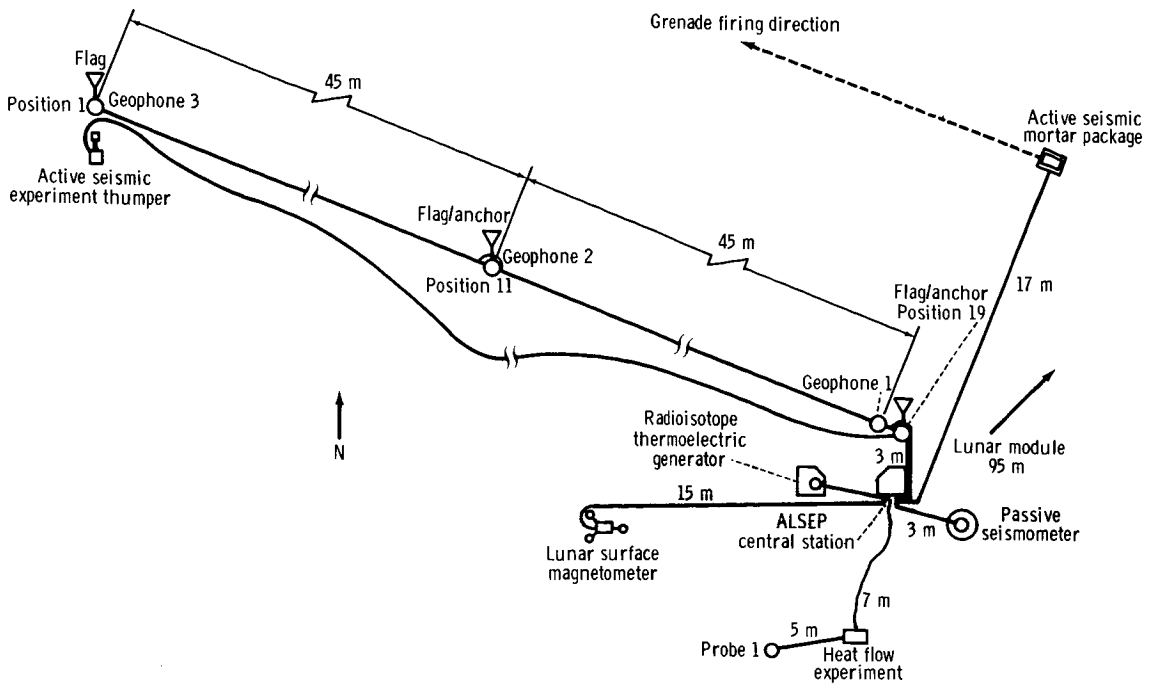 Grenade firing direction
Flag
45 m
Position 1
Geophone 3
Active seismic
mortar package
Active seismic
experiment thumper
Flag/anchor
Geophone 2
Position 11
45 m
17 m
Flag/anchor
Position 19
Geophone 1
Radioisotope
thermoelectric
generator
N
3 m
Lunar module
95 m
15 m
ALSEP
central station
3 m
Passive
seismometer
Lunar surface
magnetometer
7 m
5 m
Probe 1
Heat flow
experiment